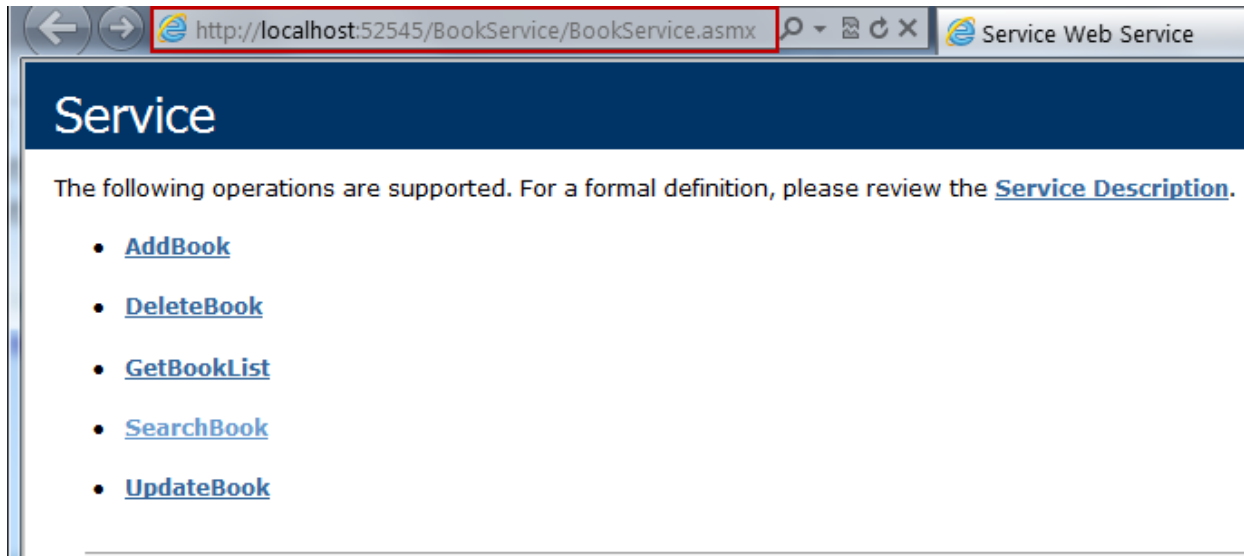 http://localhost:52545/BookService/BookService.asmx
Service Web Service
Service
The following operations are supported. For a formal definition, please review the Service Description.
• AddBook
• DeleteBook
• GetBookList
• SearchBook
• UpdateBook